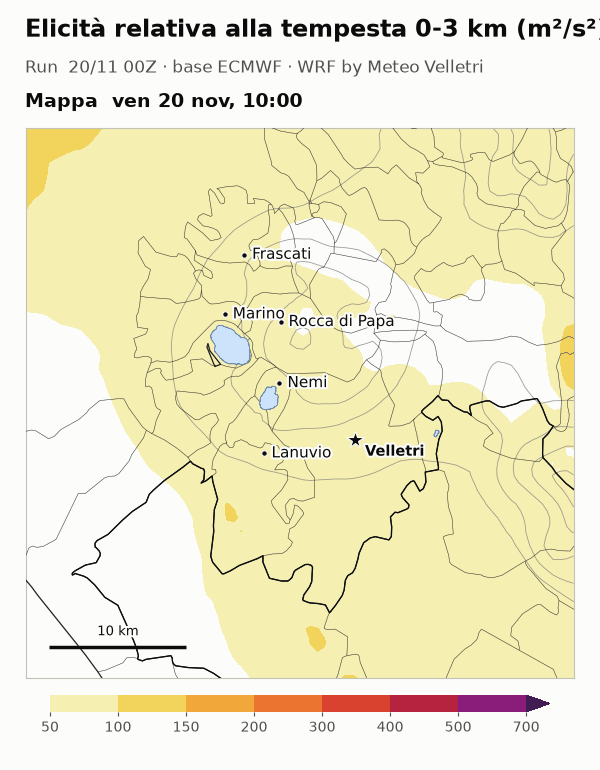 Elicità relativa alla tempesta 0-3 km (m²/s²)
Run 20/11 00Z · base ECMWF · WRF by Meteo Velletri
Mappa ven 20 nov, 10:00
Frascati
Marino
Rocca di Papa
Nemi
Velletri
Lanuvio
10 km
50 100 150 200 300 400 500 700